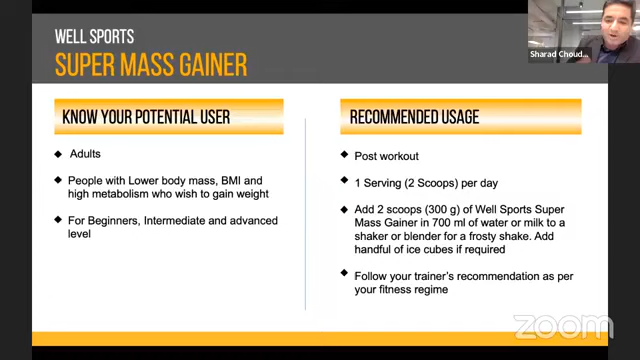 WELL SPORTS
SUPER MASS GAINER
Sharad Choud...
KNOW YOUR POTENTIAL USER
Adults
People with Lower body mass, BMI and
high metabolism who wish to gain weight
For Beginners, Intermediate and advanced
level
RECOMMENDED USAGE
Post workout
1 Serving (2 Scoops) per day
Add 2 scoops (300 g) of Well Sports Super
Mass Gainer in 700 ml of water or milk to a
shaker or blender for a frosty shake. Add
handful of ice cubes if required
Follow your trainer's recommendation as per
your fitness regime
zoom